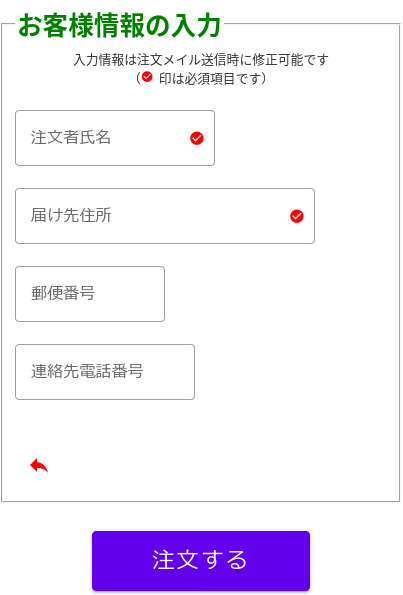 お客様情報の入力
入力情報は注文メイル送信時に修正可能です
( 印は必須項目です)
注文者氏名
届け先住所
郵便番号
連絡先電話番号
注文する